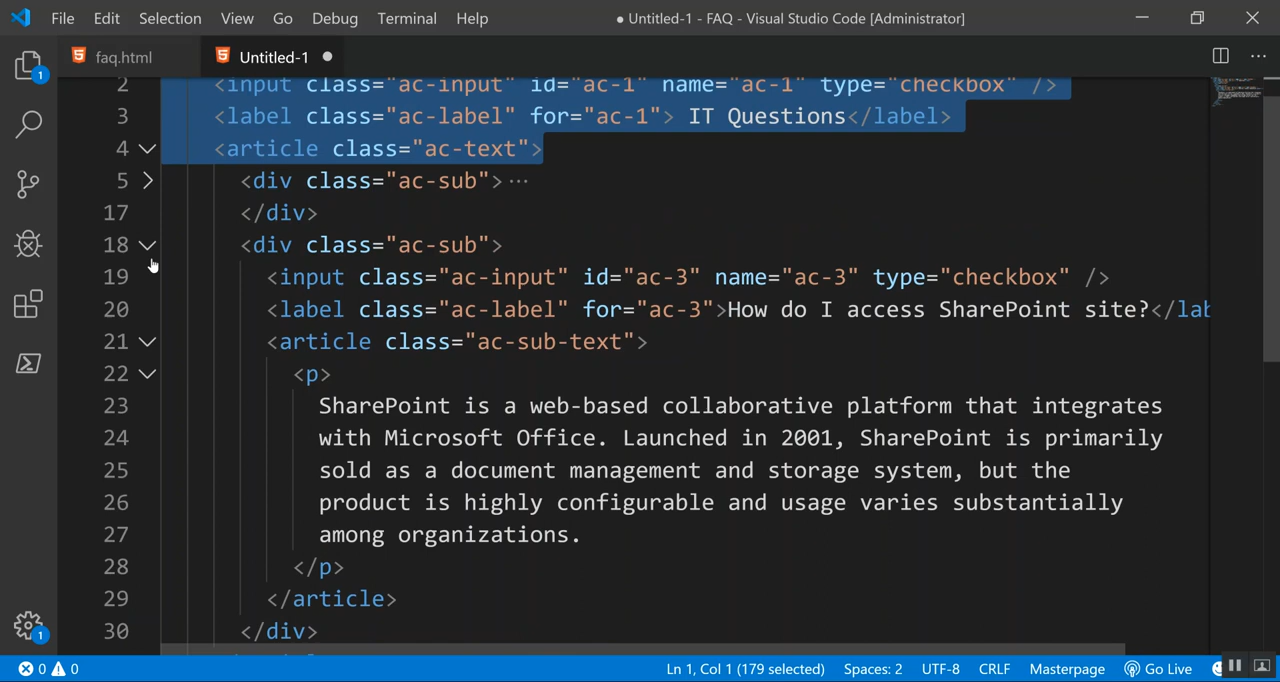 File Edit Selection View Go Debug Terminal Help ● Untitled-1 - FAQ - Visual Studio Code [Administrator]
1 faq.html Untitled-1 ●
2 <input class="ac-input" id="ac-1" name="ac-1" type="checkbox" />
3 <label class="ac-label" for="ac-1"> IT Questions</label>
4 <article class="ac-text">
5 <div class="ac-sub">···
17 </div>
18 <div class="ac-sub">
19 <input class="ac-input" id="ac-3" name="ac-3" type="checkbox" />
20 <label class="ac-label" for="ac-3">How do I access SharePoint site?</lab
21 <article class="ac-sub-text">
22 <p>
23 SharePoint is a web-based collaborative platform that integrates
24 with Microsoft Office. Launched in 2001, SharePoint is primarily
25 sold as a document management and storage system, but the
26 product is highly configurable and usage varies substantially
27 among organizations.
28 </p>
29 </article>
30 </div>
1
0 0 Ln 1, Col 1 (179 selected) Spaces: 2 UTF-8 CRLF Masterpage Go Live